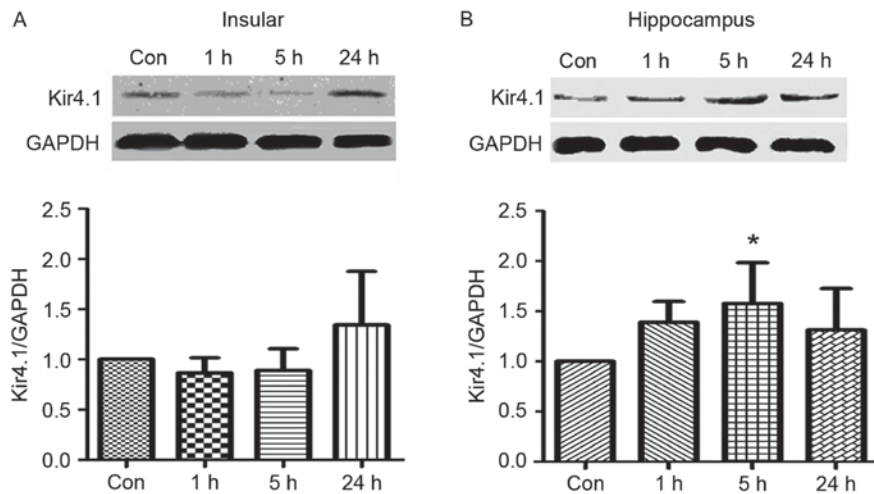 A Insular
Con 1 h 5 h 24 h
Kir4.1
GAPDH
2.5
2.0
1.5
1.0
0.5
0.0
Kir4.1/GAPDH
Con 1 h 5 h 24 h
B Hippocampus
Con 1 h 5 h 24 h
Kir4.1
GAPDH
2.5
2.0
1.5
1.0
0.5
0.0
Kir4.1/GAPDH
*
Con 1 h 5 h 24 h